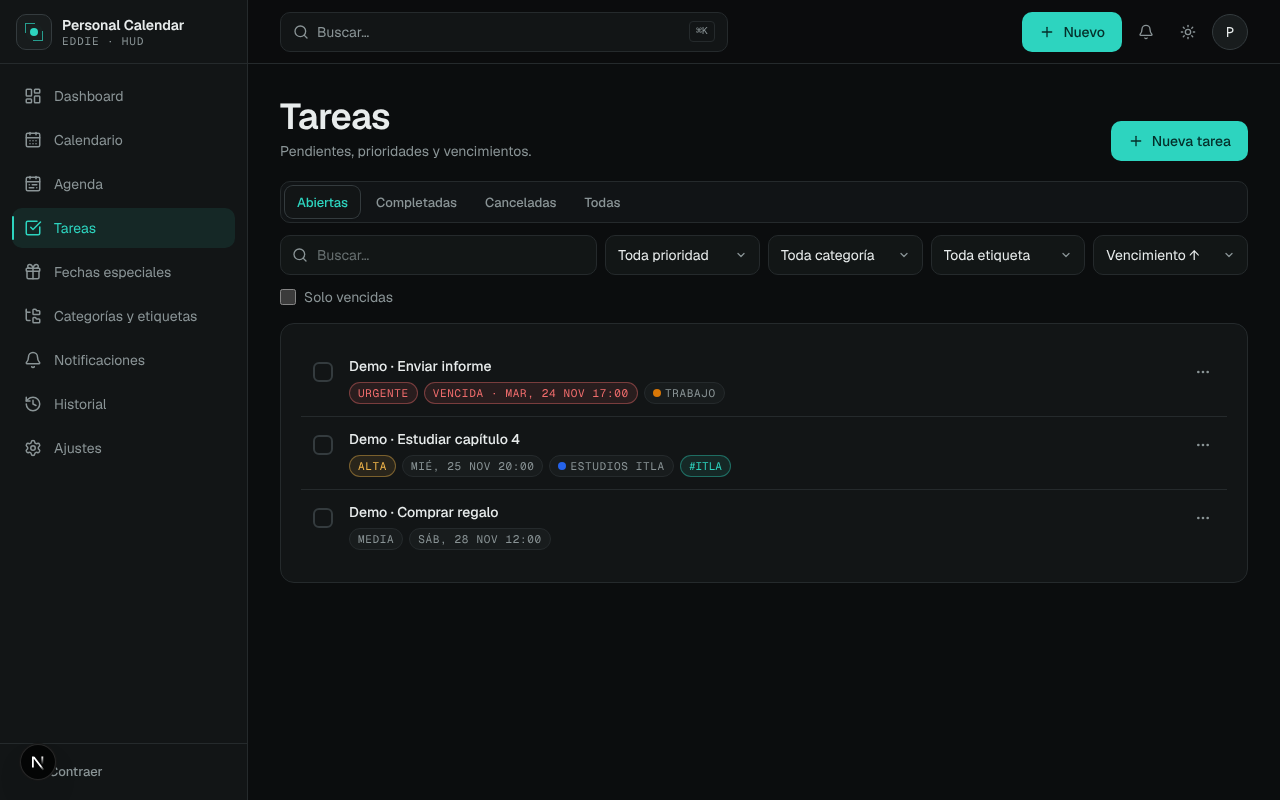 Personal Calendar
EDDIE · HUD
Buscar...
⌘K
Nuevo
P
Dashboard
Calendario
Agenda
Tareas
Fechas especiales
Categorías y etiquetas
Notificaciones
Historial
Ajustes
N
Contraer
Tareas
Pendientes, prioridades y vencimientos.
Nueva tarea
Abiertas Completadas Canceladas Todas
Buscar...
Toda prioridad
Toda categoría
Toda etiqueta
Vencimiento ↑
Solo vencidas
Demo · Enviar informe
URGENTE VENCIDA · MAR, 24 NOV 17:00 TRABAJO
Demo · Estudiar capítulo 4
ALTA MIÉ, 25 NOV 20:00 ESTUDIOS ITLA #ITLA
Demo · Comprar regalo
MEDIA SÁB, 28 NOV 12:00